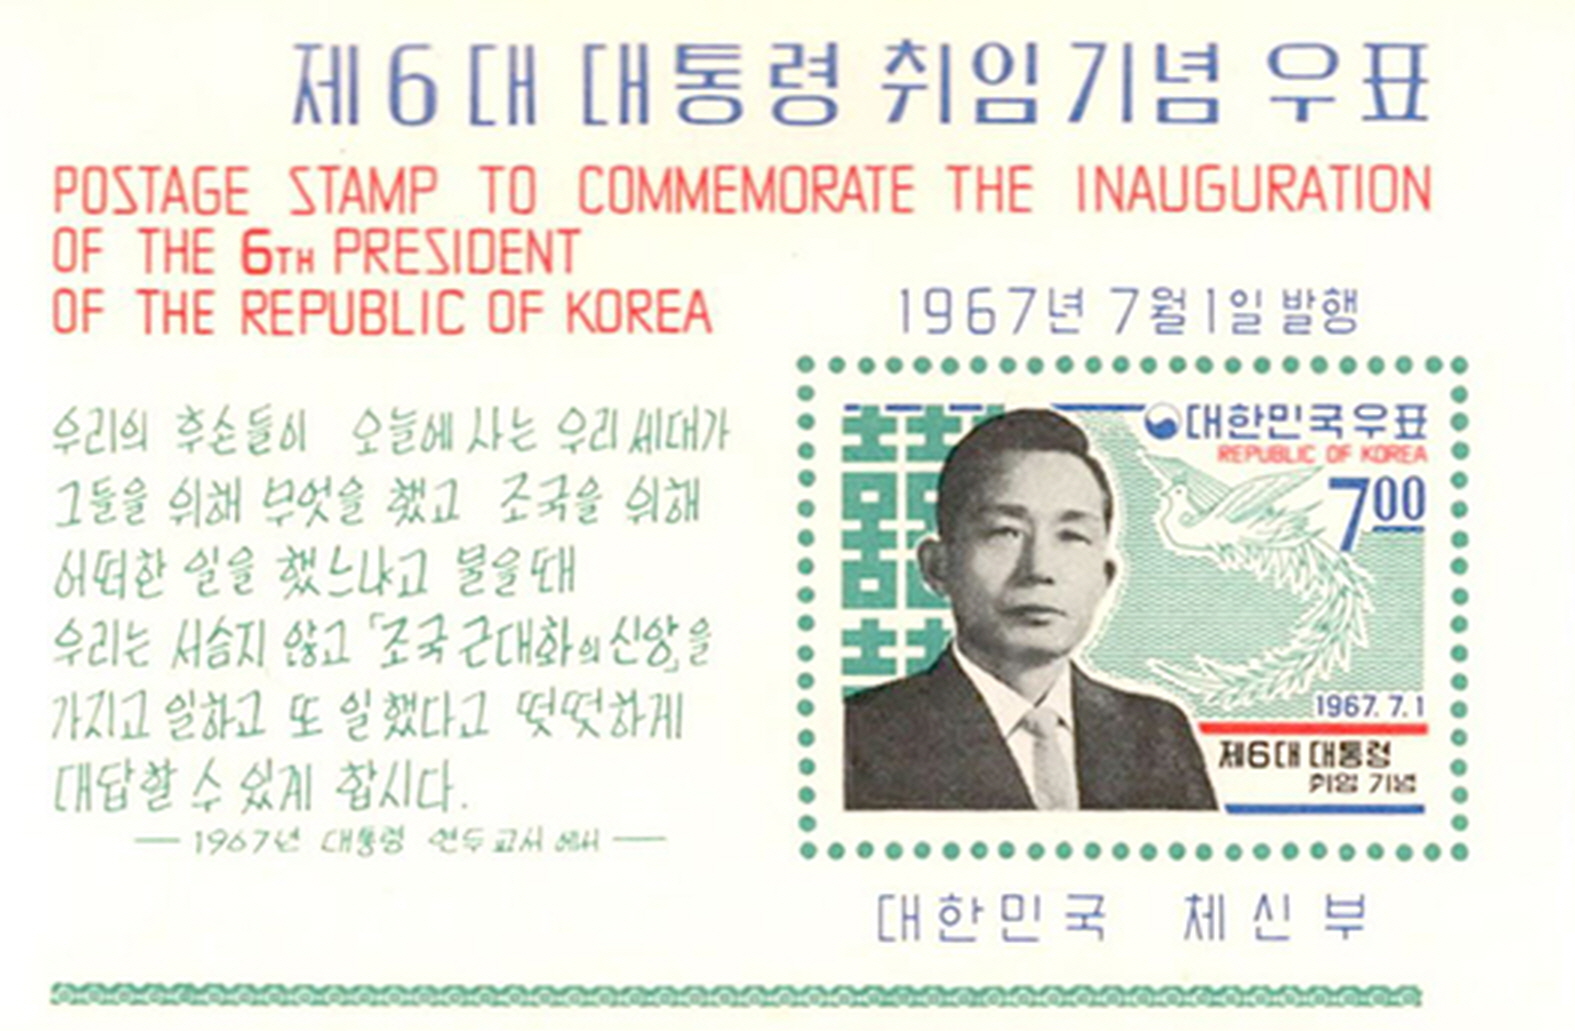 제6대 대통령 취임기념 우표
POSTAGE STAMP TO COMMEMORATE THE INAUGURATION
OF THE 6TH PRESIDENT
OF THE REPUBLIC OF KOREA
1967년 7월 1일 발행
우리의 후손들이 오늘에 사는 우리 세대가
그들을 위해 무엇을 했고 조국을 위해
어떠한 일을 했느냐고 물을 때
우리는 서슴지 않고 「조국 근대화의 신앙」을
가지고 일하고 또 일했다고 떳떳하게
대답할 수 있게 합시다.
— 1967년 대통령 연두교서에서 —
대한민국우표
REPUBLIC OF KOREA
700
1967. 7. 1
제6대 대통령
취임 기념
대한민국 체신부